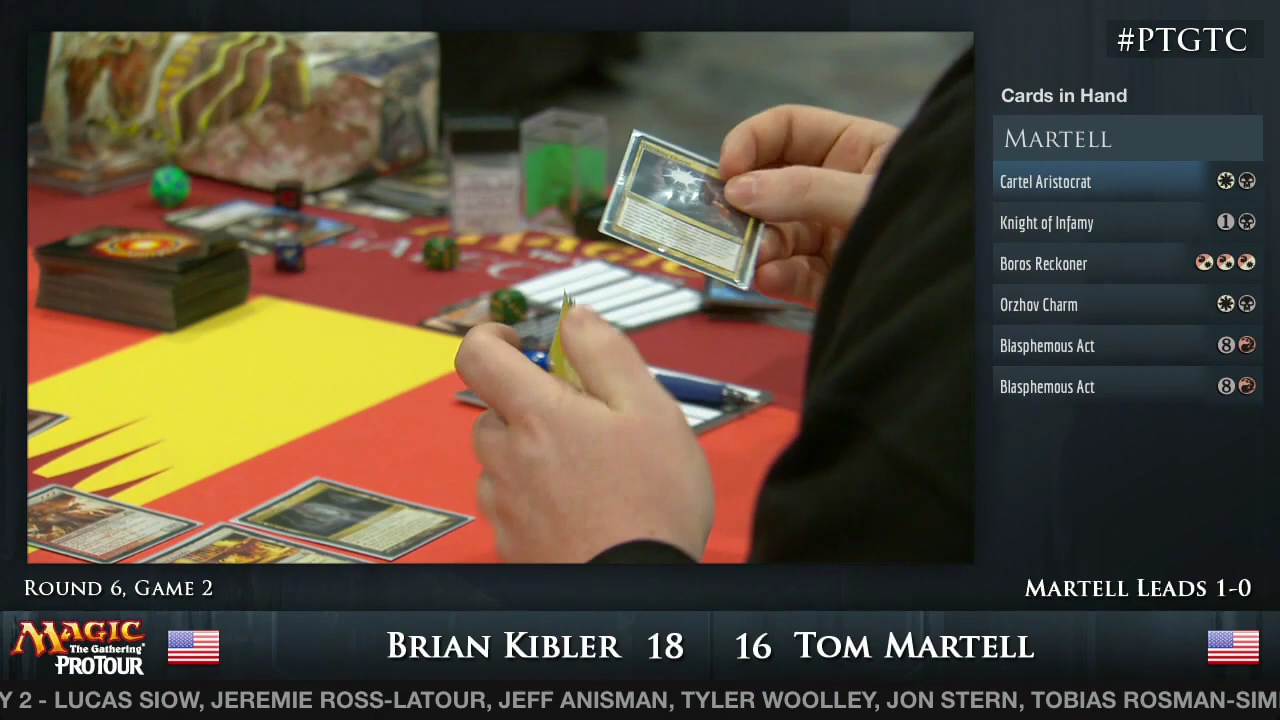 #PTGTC
Cards in Hand
MARTELL
Cartel Aristocrat
Knight of Infamy 1
Boros Reckoner
Orzhov Charm
Blasphemous Act 8
Blasphemous Act 8
ROUND 6, GAME 2
MARTELL LEADS 1-0
MAGIC
The Gathering
PROTOUR
BRIAN KIBLER 18
16 TOM MARTELL
Y 2 - LUCAS SIOW, JEREMIE ROSS-LATOUR, JEFF ANISMAN, TYLER WOOLLEY, JON STERN, TOBIAS ROSMAN-SIM